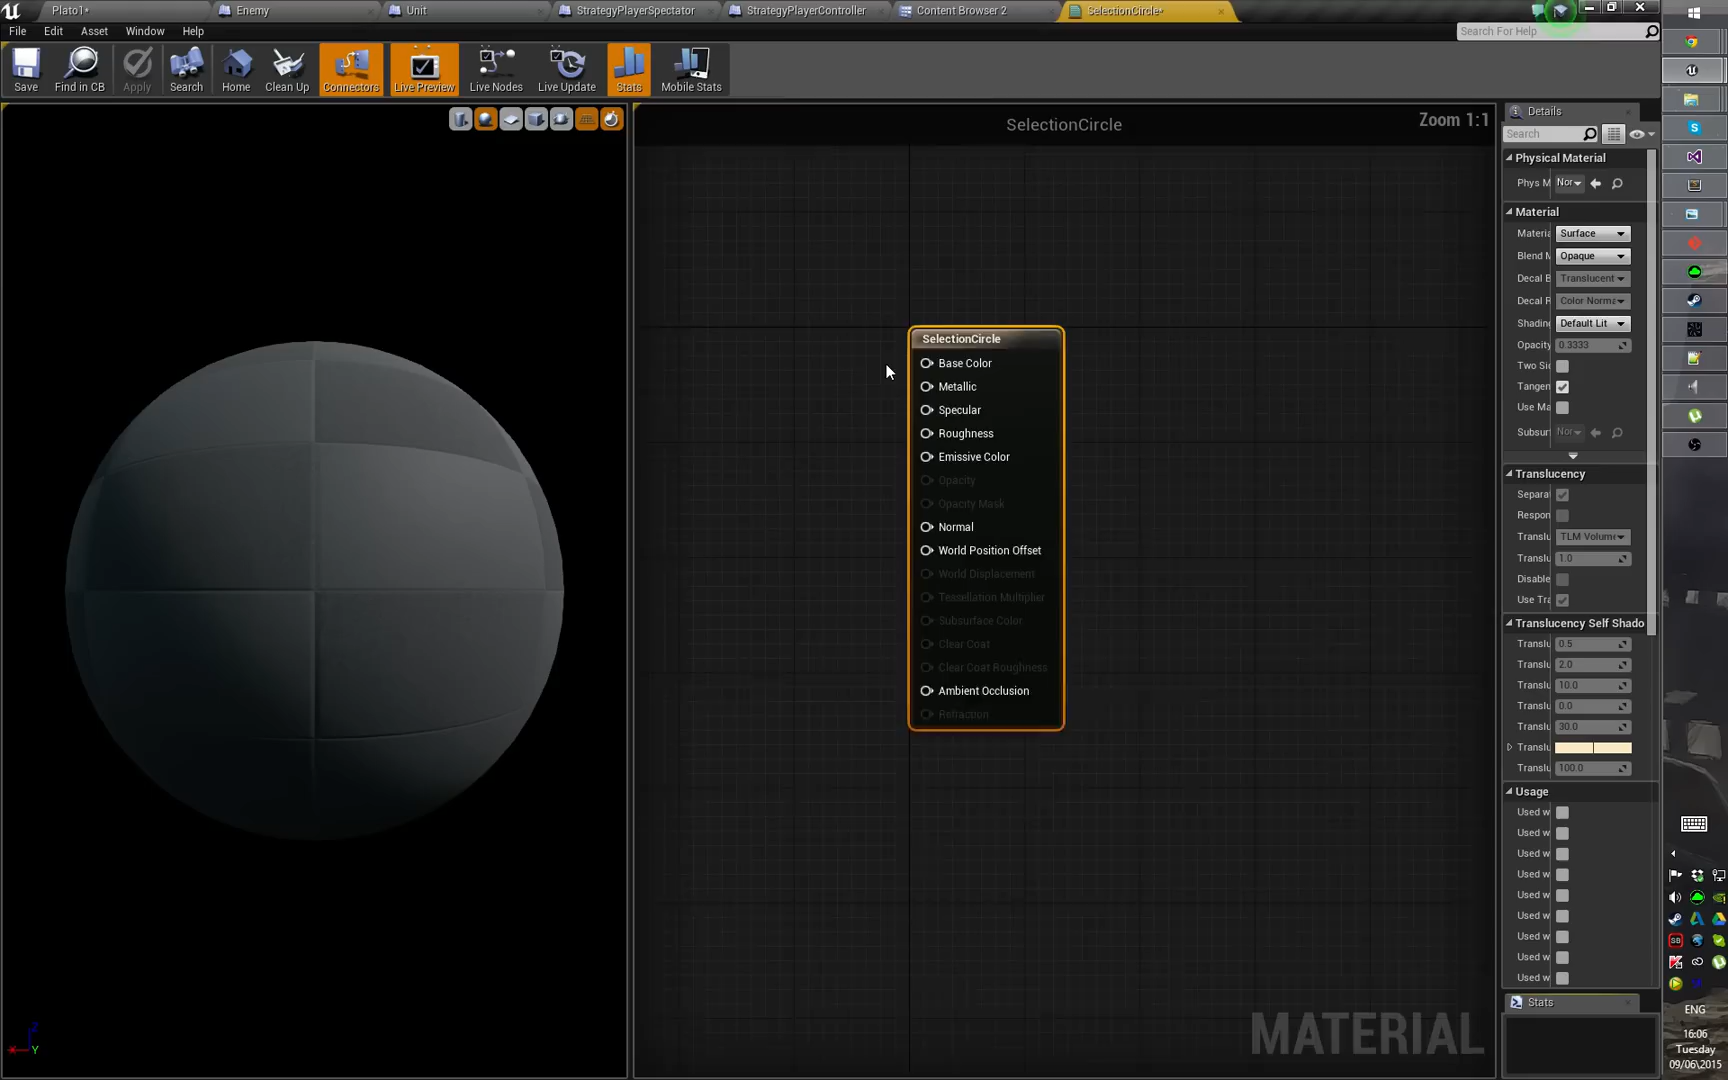 Plato1*
Enemy
Unit
StrategyPlayerSpectator
StrategyPlayerController
Content Browser 2
SelectionCircle*
File Edit Asset Window Help
Search For Help
Save
Find in CB
Apply
Search
Home
Clean Up
Connectors
Live Preview
Live Nodes
Live Update
Stats
Mobile Stats
SelectionCircle
Zoom 1:1
SelectionCircle
Base Color
Metallic
Specular
Roughness
Emissive Color
Opacity
Opacity Mask
Normal
World Position Offset
World Displacement
Tessellation Multiplier
Subsurface Color
Clear Coat
Clear Coat Roughness
Ambient Occlusion
Refraction
MATERIAL
Z
X Y
Details
Search
Physical Material
Phys M Nor
Material
Materia Surface
Blend M Opaque
Decal B Translucent
Decal R Color Norma
Shading Default Lit
Opacity 0.3333
Two Sid
Tangen
Use Ma
Subsurf Nor
Translucency
Separat
Respon
Translu TLM Volum
Translu 1.0
Disable
Use Tra
Translucency Self Shado
Translu 0.5
Translu 2.0
Translu 10.0
Translu 0.0
Translu 30.0
Translu
Translu 100.0
Usage
Used w
Used w
Used w
Used w
Used w
Used w
Used w
Used w
Used w
Stats
SB
ENG
16:06
Tuesday
09/06\2015